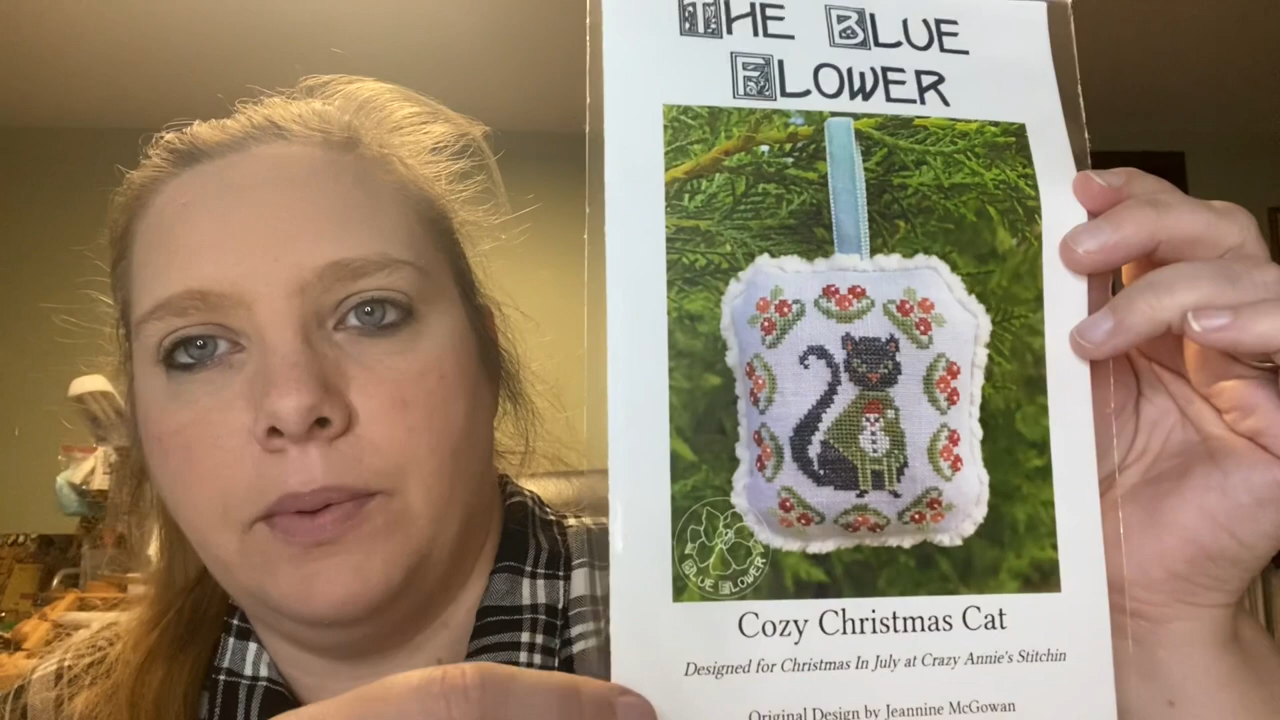 THE BLUE
FLOWER
BLUE FLOWER
Cozy Christmas Cat
Designed for Christmas In July at Crazy Annie's Stitchin
Original Design by Jeannine McGowan